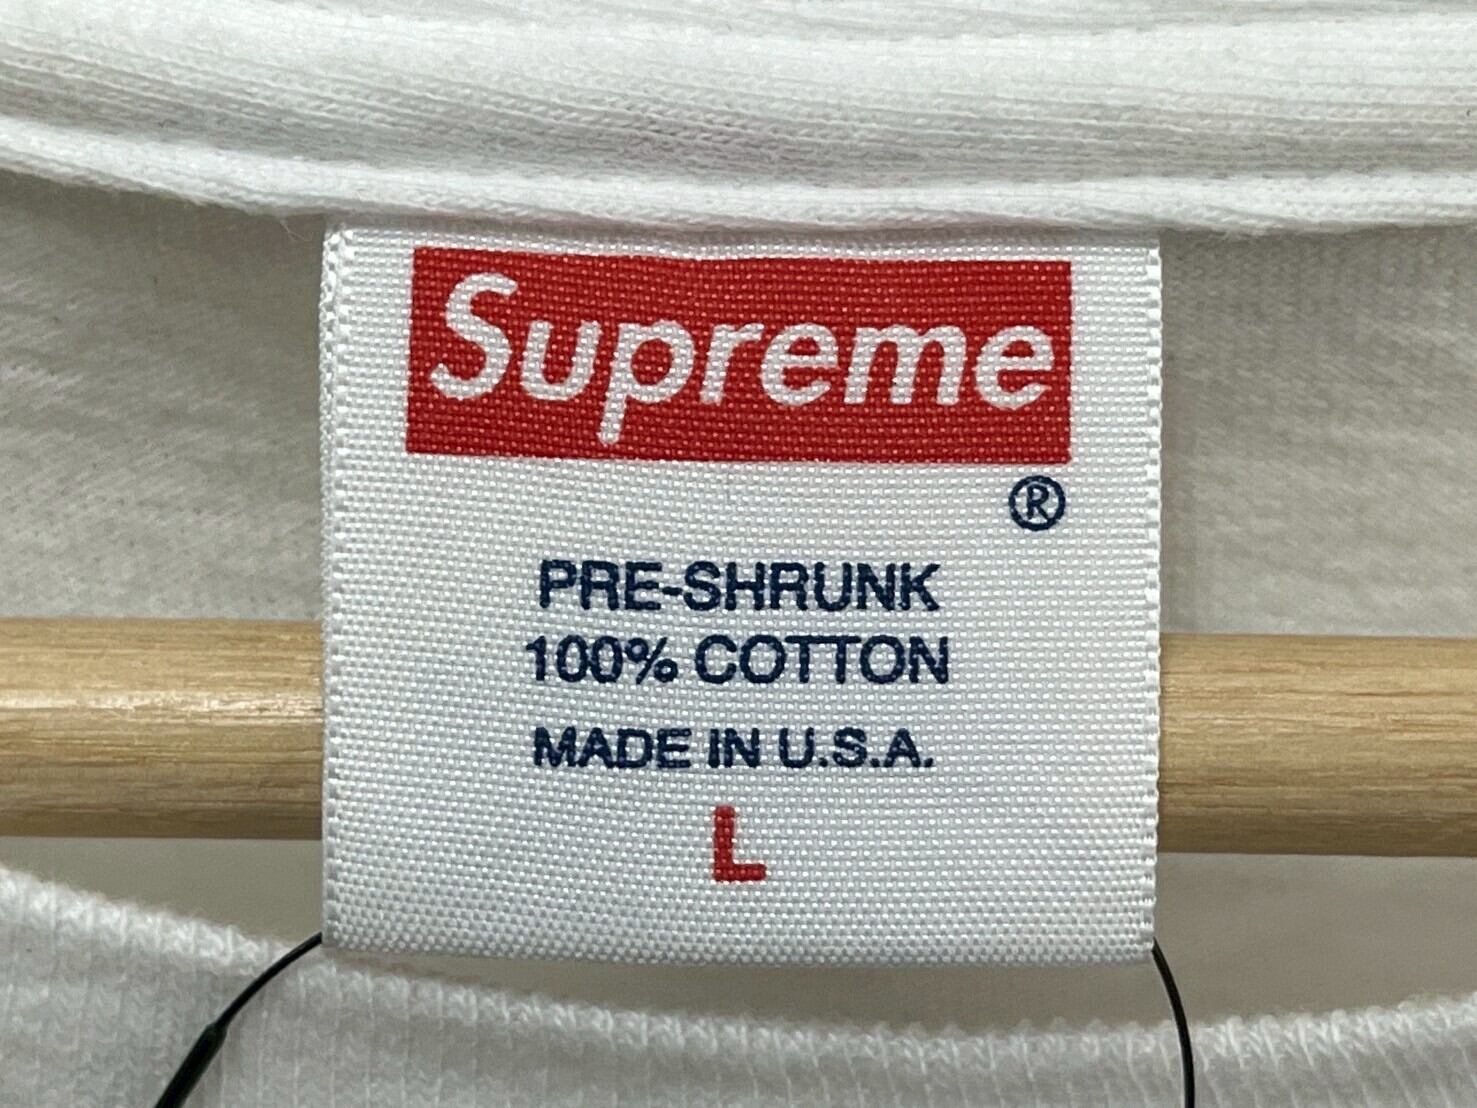 Supreme
®
PRE-SHRUNK
100% COTTON
MADE IN U.S.A.
L